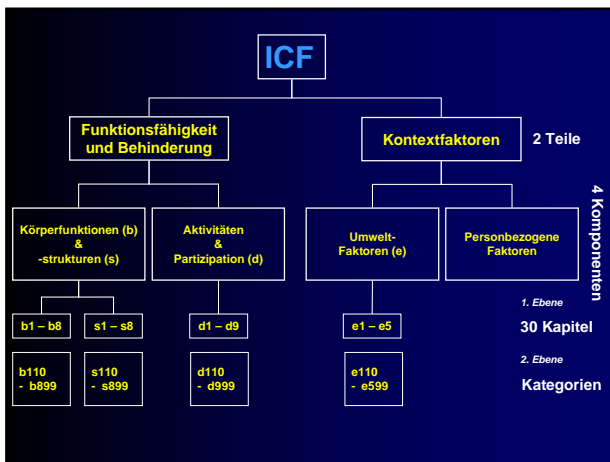 ICF
Funktionsfähigkeit
und Behinderung
Kontextfaktoren
2 Teile
Körperfunktionen (b)
&
-strukturen (s)
Aktivitäten
&
Partizipation (d)
Umwelt-
Faktoren (e)
Personbezogene
Faktoren
4 Komponenten
1. Ebene
b1 – b8
s1 – s8
d1 – d9
e1 – e5
30 Kapitel
2. Ebene
b110
- b899
s110
- s899
d110
- d999
e110
- e599
Kategorien